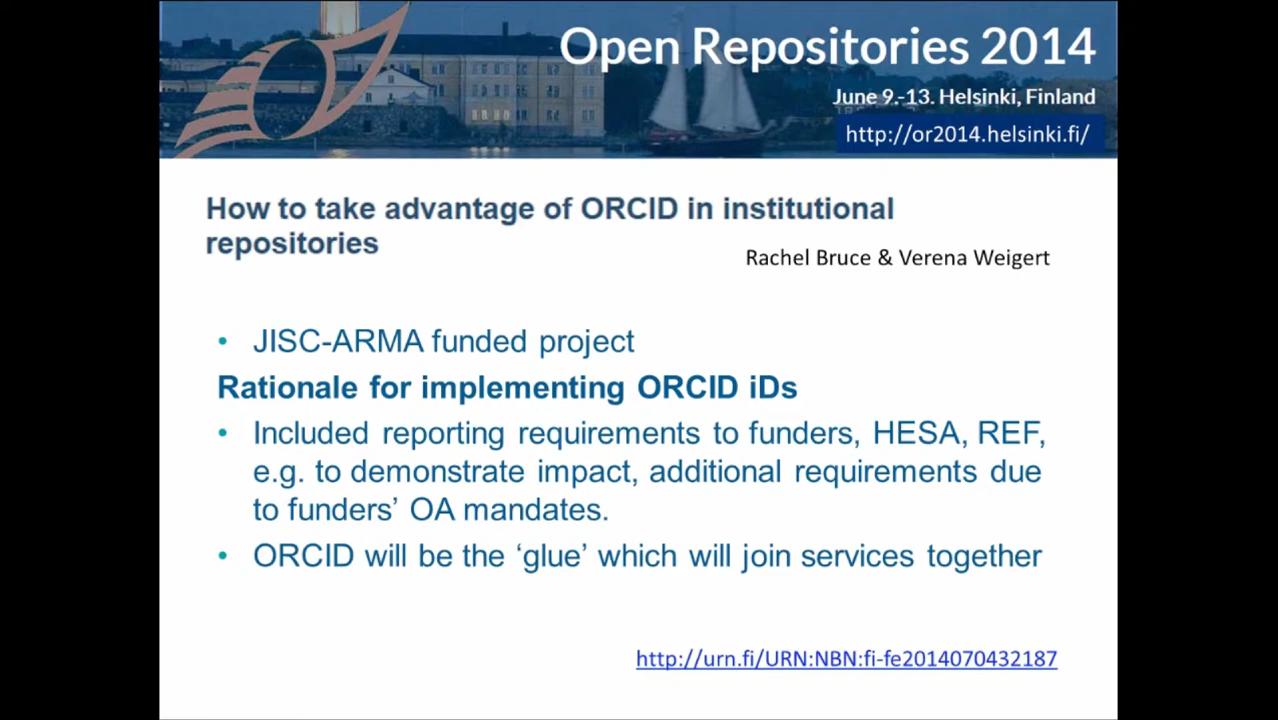 Open Repositories 2014
June 9.-13. Helsinki, Finland
http://or2014.helsinki.fi/
How to take advantage of ORCID in institutional
repositories
Rachel Bruce & Verena Weigert
• JISC-ARMA funded project
Rationale for implementing ORCID iDs
• Included reporting requirements to funders, HESA, REF,
e.g. to demonstrate impact, additional requirements due
to funders’ OA mandates.
• ORCID will be the ‘glue’ which will join services together
http://urn.fi/URN:NBN:fi-fe2014070432187